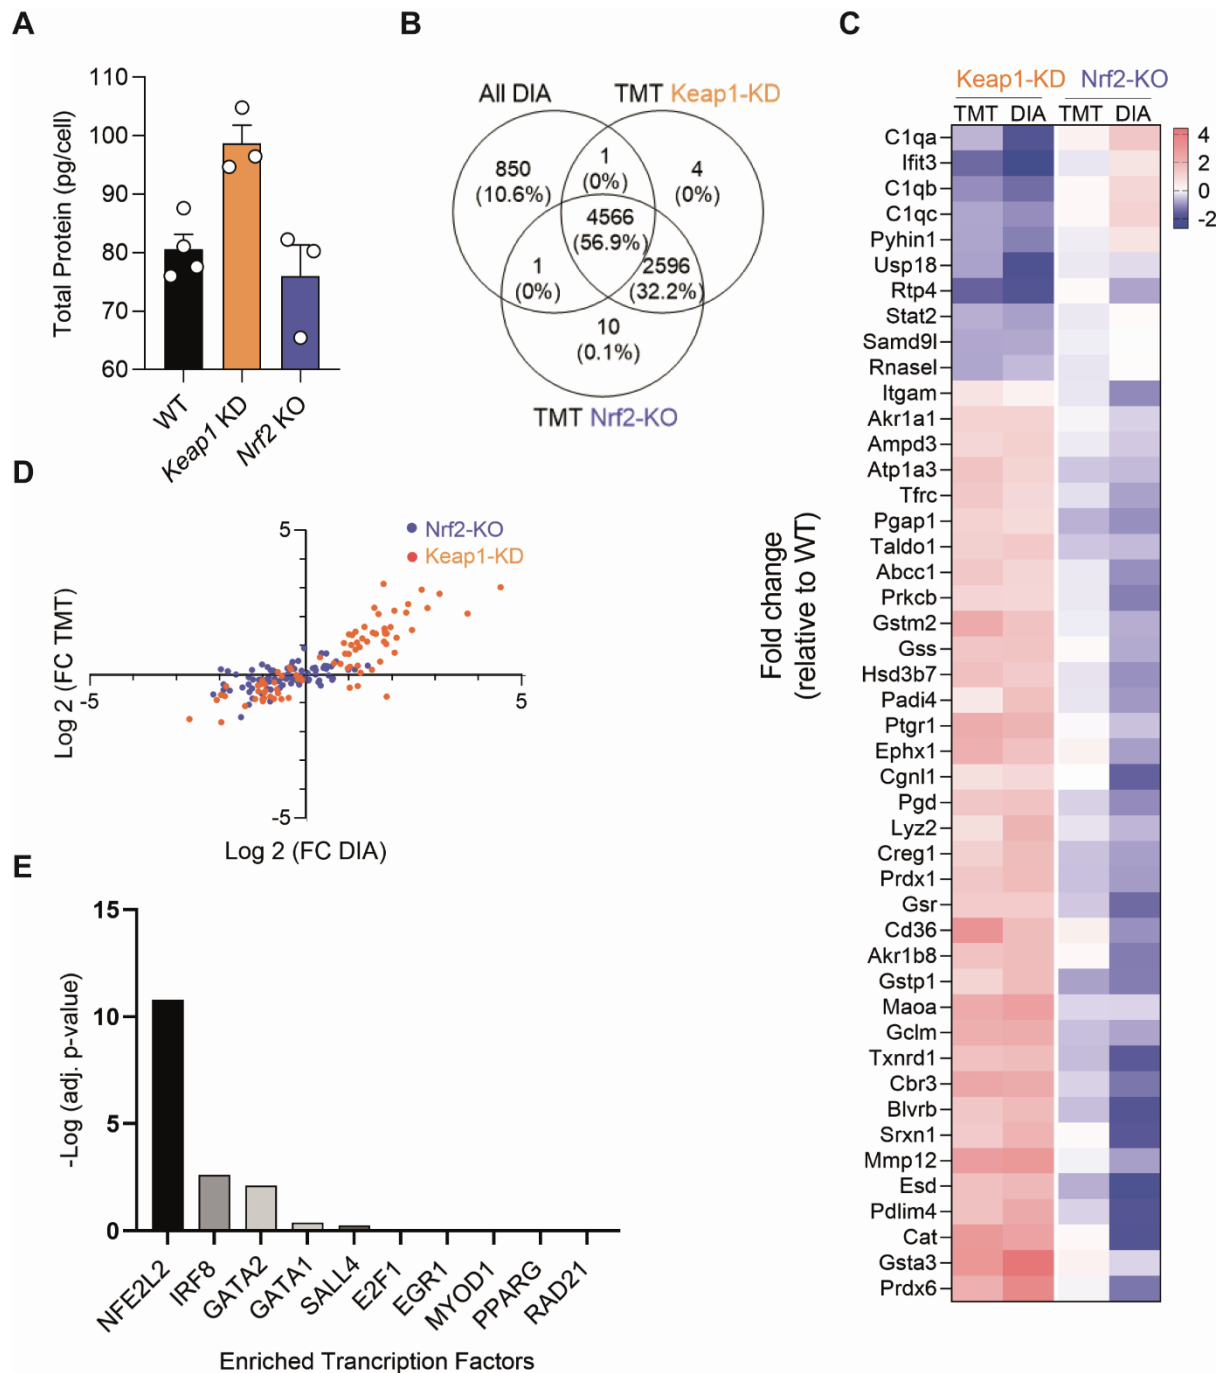 A
Total Protein (pg/cell)
110
100
90
80
70
60
WT
Keap1 KD
Nrf2 KO
B
All DIA
TMT Keap1-KD
850
(10.6%)
1
(0%)
4
(0%)
4566
(56.9%)
1
(0%)
2596
(32.2%)
10
(0.1%)
TMT Nrf2-KO
C
Keap1-KD Nrf2-KO
TMT DIA TMT DIA
C1qa
Ifit3
C1qb
C1qc
Pyhin1
Usp18
Rtp4
Stat2
Samd9l
Rnasel
Itgam
Akr1a1
Ampd3
Atp1a3
Tfrc
Pgap1
Taldo1
Abcc1
Prkcb
Gstm2
Gss
Hsd3b7
Padi4
Ptgr1
Ephx1
Cgnl1
Pgd
Lyz2
Creg1
Prdx1
Gsr
Cd36
Akr1b8
Gstp1
Maoa
Gclm
Txnrd1
Cbr3
Blvrb
Srxn1
Mmp12
Esd
Pdlim4
Cat
Gsta3
Prdx6
4
2
0
-2
Fold change
(relative to WT)
D
Nrf2-KO
Keap1-KD
Log 2 (FC TMT)
5
-5
5
-5
Log 2 (FC DIA)
E
-Log (adj. p-value)
15
10
5
0
NFE2L2
IRF8
GATA2
GATA1
SALL4
E2F1
EGR1
MYOD1
PPARG
RAD21
Enriched Trancription Factors